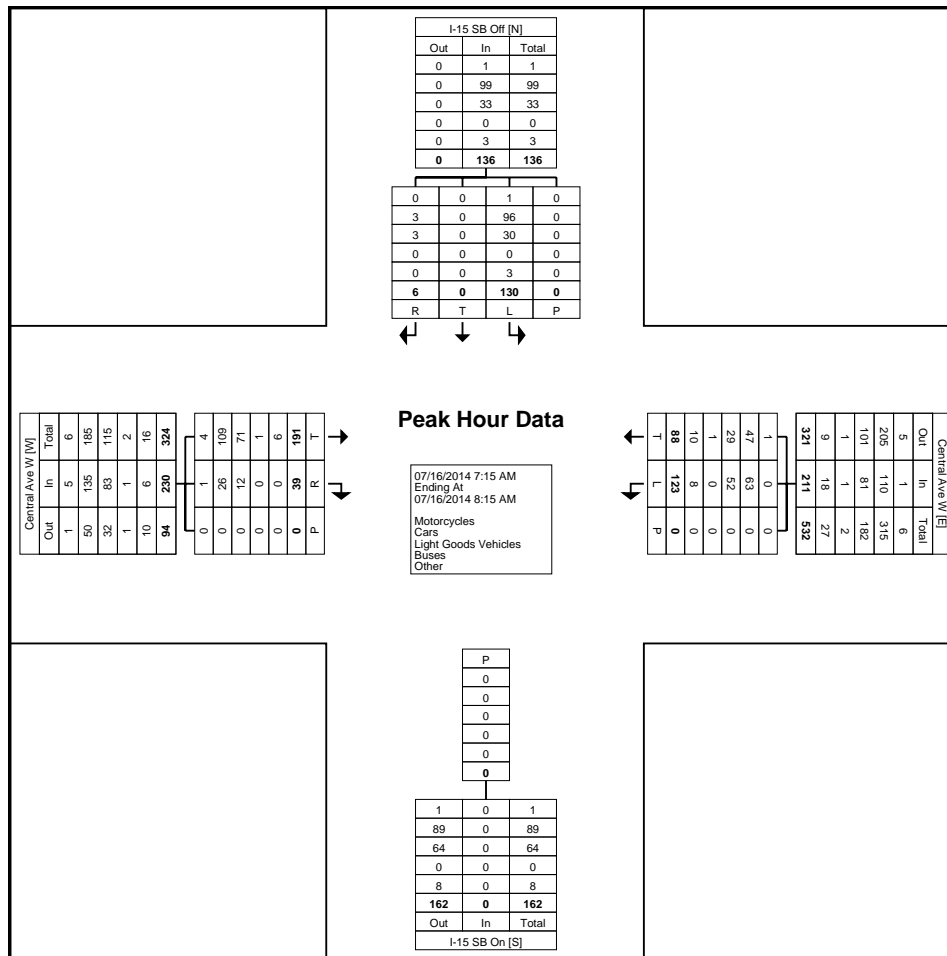 I-15 SB Off [N]
Out In Total
0 1 1
0 99 99
0 33 33
0 0 0
0 3 3
0 136 136
0 0 1 0
3 0 96 0
3 0 30 0
0 0 0 0
0 0 3 0
6 0 130 0
R T L P
Central Ave W [W]
Total In Out
6 5 1
185 135 50
115 83 32
2 1 1
16 6 10
324 230 94
4 1 0
109 26 0
71 12 0
1 0 0
6 0 0
191 39 0
T R P
Peak Hour Data
07/16/2014 7:15 AM
Ending At
07/16/2014 8:15 AM
Motorcycles
Cars
Light Goods Vehicles
Buses
Other
Central Ave W [E]
Out In Total
5 1 6
205 110 315
101 81 182
1 1 2
9 18 27
321 211 532
1 0 0
47 63 0
29 52 0
1 0 0
10 8 0
88 123 0
T L P
P
0
0
0
0
0
0
1 0 1
89 0 89
64 0 64
0 0 0
8 0 8
162 0 162
Out In Total
I-15 SB On [S]